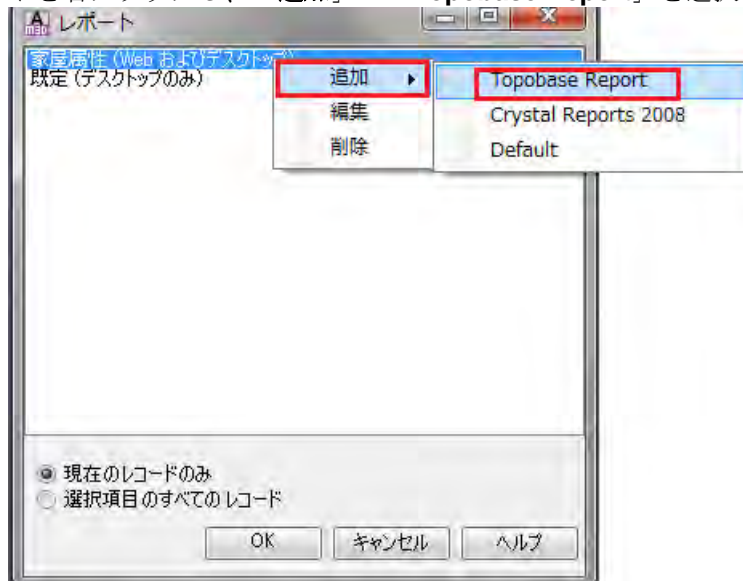 レポート
家屋属性 (Web およびデスクトップ)
既定 (デスクトップのみ)
追加
編集
削除
Topobase Report
Crystal Reports 2008
Default
現在のレコードのみ
選択項目のすべてのレコード
OK
キャンセル
ヘルプ